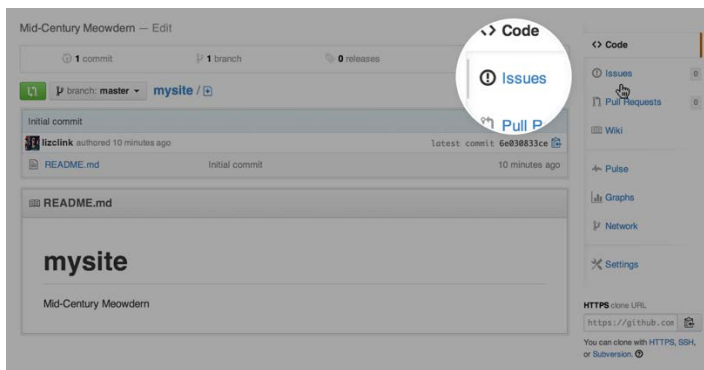 Mid-Century Meowdern — Edit
1 commit
1 branch
0 releases
branch: master
mysite /
Initial commit
lizclink authored 10 minutes ago
latest commit 6e030833ce
README.md
Initial commit
10 minutes ago
README.md
mysite
Mid-Century Meowdern
Code
Issues
Pull R
Code
Issues 0
Pull Requests 0
Wiki
Pulse
Graphs
Network
Settings
HTTPS clone URL
https://github.com
You can clone with HTTPS, SSH,
or Subversion.